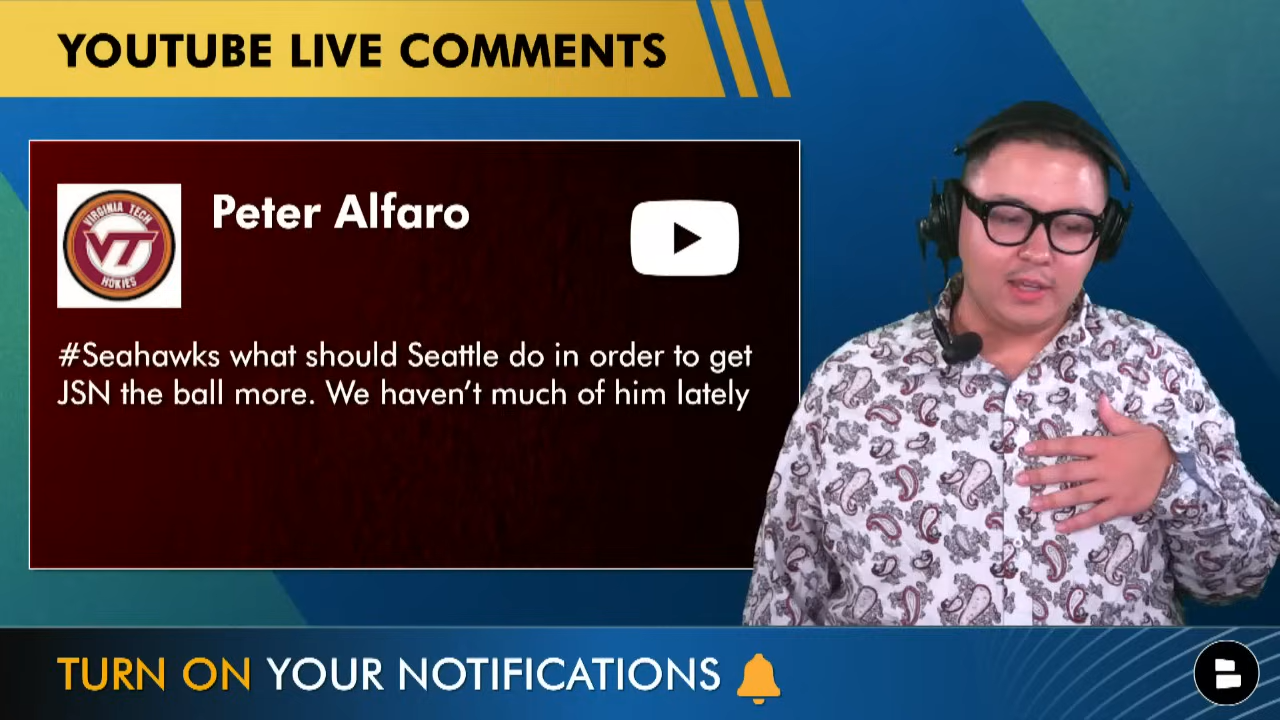 YOUTUBE LIVE COMMENTS
VIRGINIA TECH
VT
HOKIES
Peter Alfaro
#Seahawks what should Seattle do in order to get
JSN the ball more. We haven't much of him lately
TURN ON YOUR NOTIFICATIONS